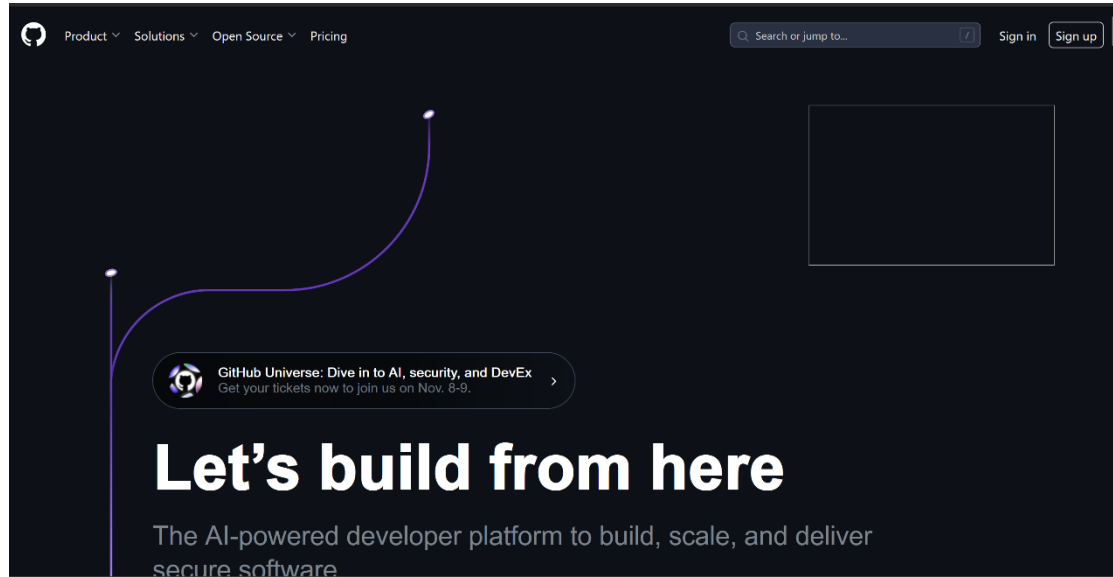 Product
Solutions
Open Source
Pricing
Search or jump to...
/
Sign in
Sign up
GitHub Universe: Dive in to AI, security, and DevEx
Get your tickets now to join us on Nov. 8-9.
Let’s build from here
The AI-powered developer platform to build, scale, and deliver
secure software